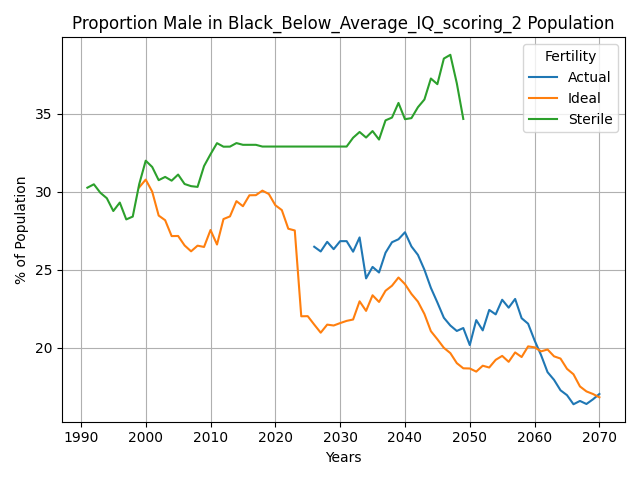 Proportion Male in Black_Below_Average_IQ_scoring_2 Population
Fertility
Actual
Ideal
Sterile
% of Population
35
30
25
20
1990 2000 2010 2020 2030 2040 2050 2060 2070
Years